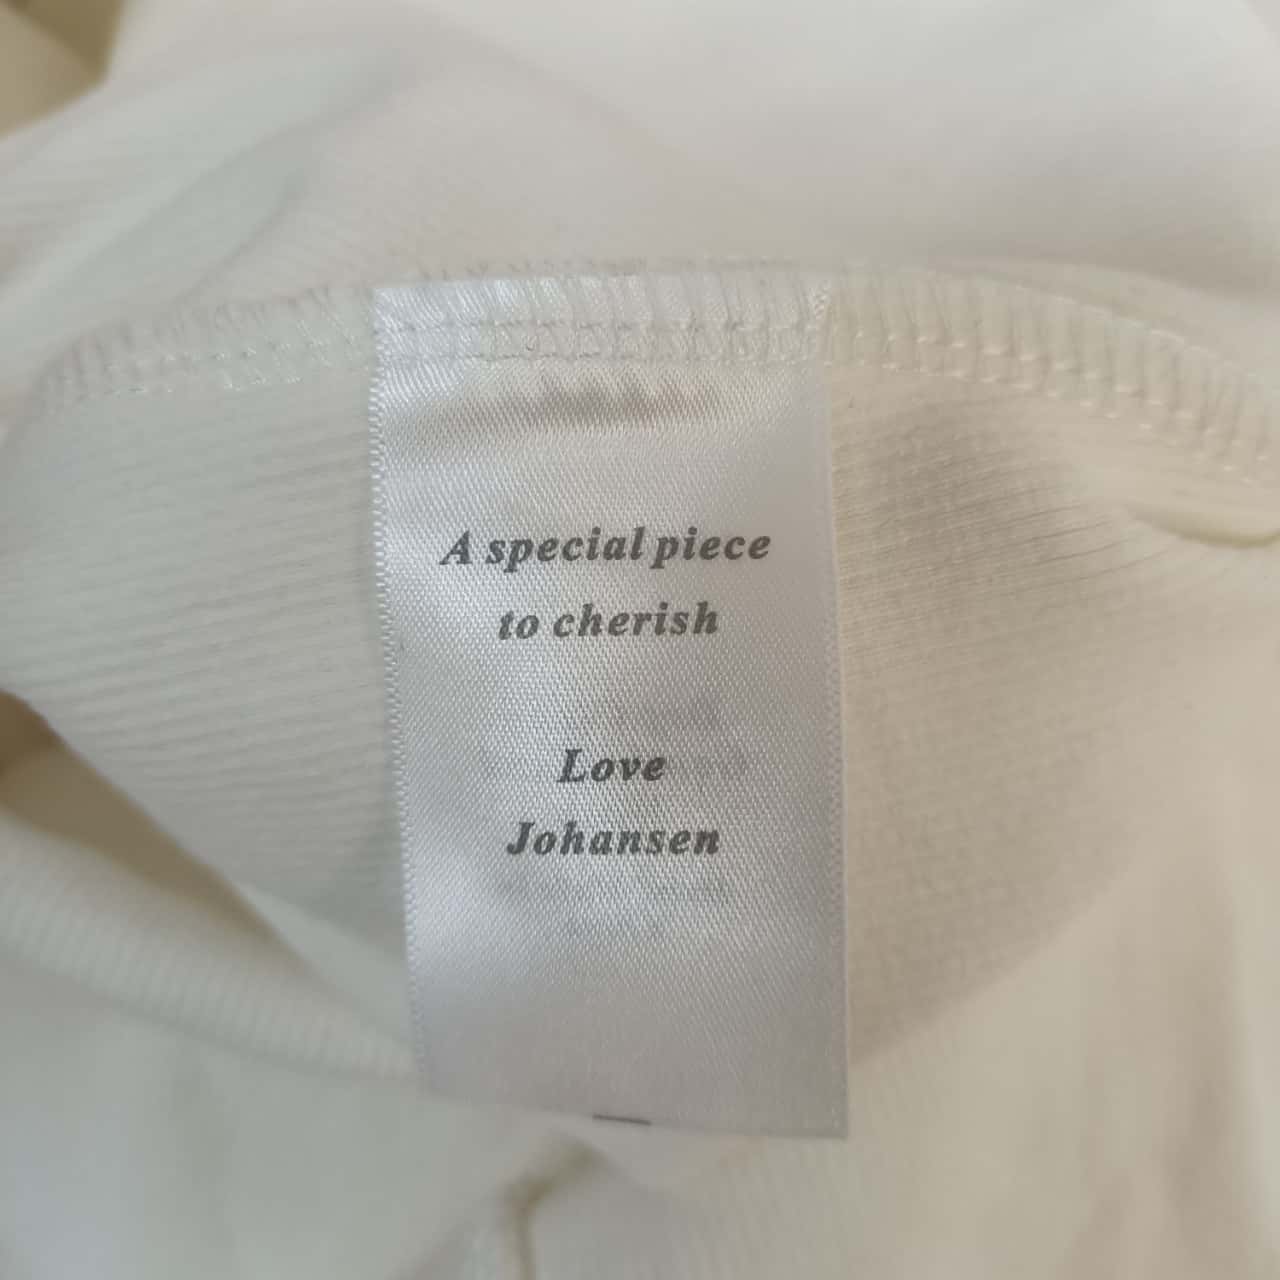 A special piece
to cherish
Love
Johansen